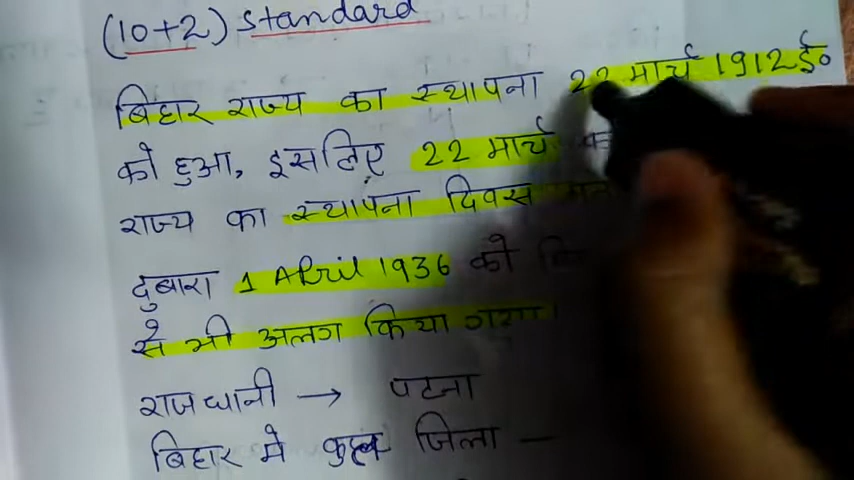 (10+2) standard
बिहार राज्य का स्थापना 22 मार्च 1912 ई०
को हुआ, इसलिए 22 मार्च
राज्य का स्थापना दिवस
दुबारा 1 April 1936 को
से भी अलग किया गया।
राजधानी → पटना
बिहार मे कुल जिला —